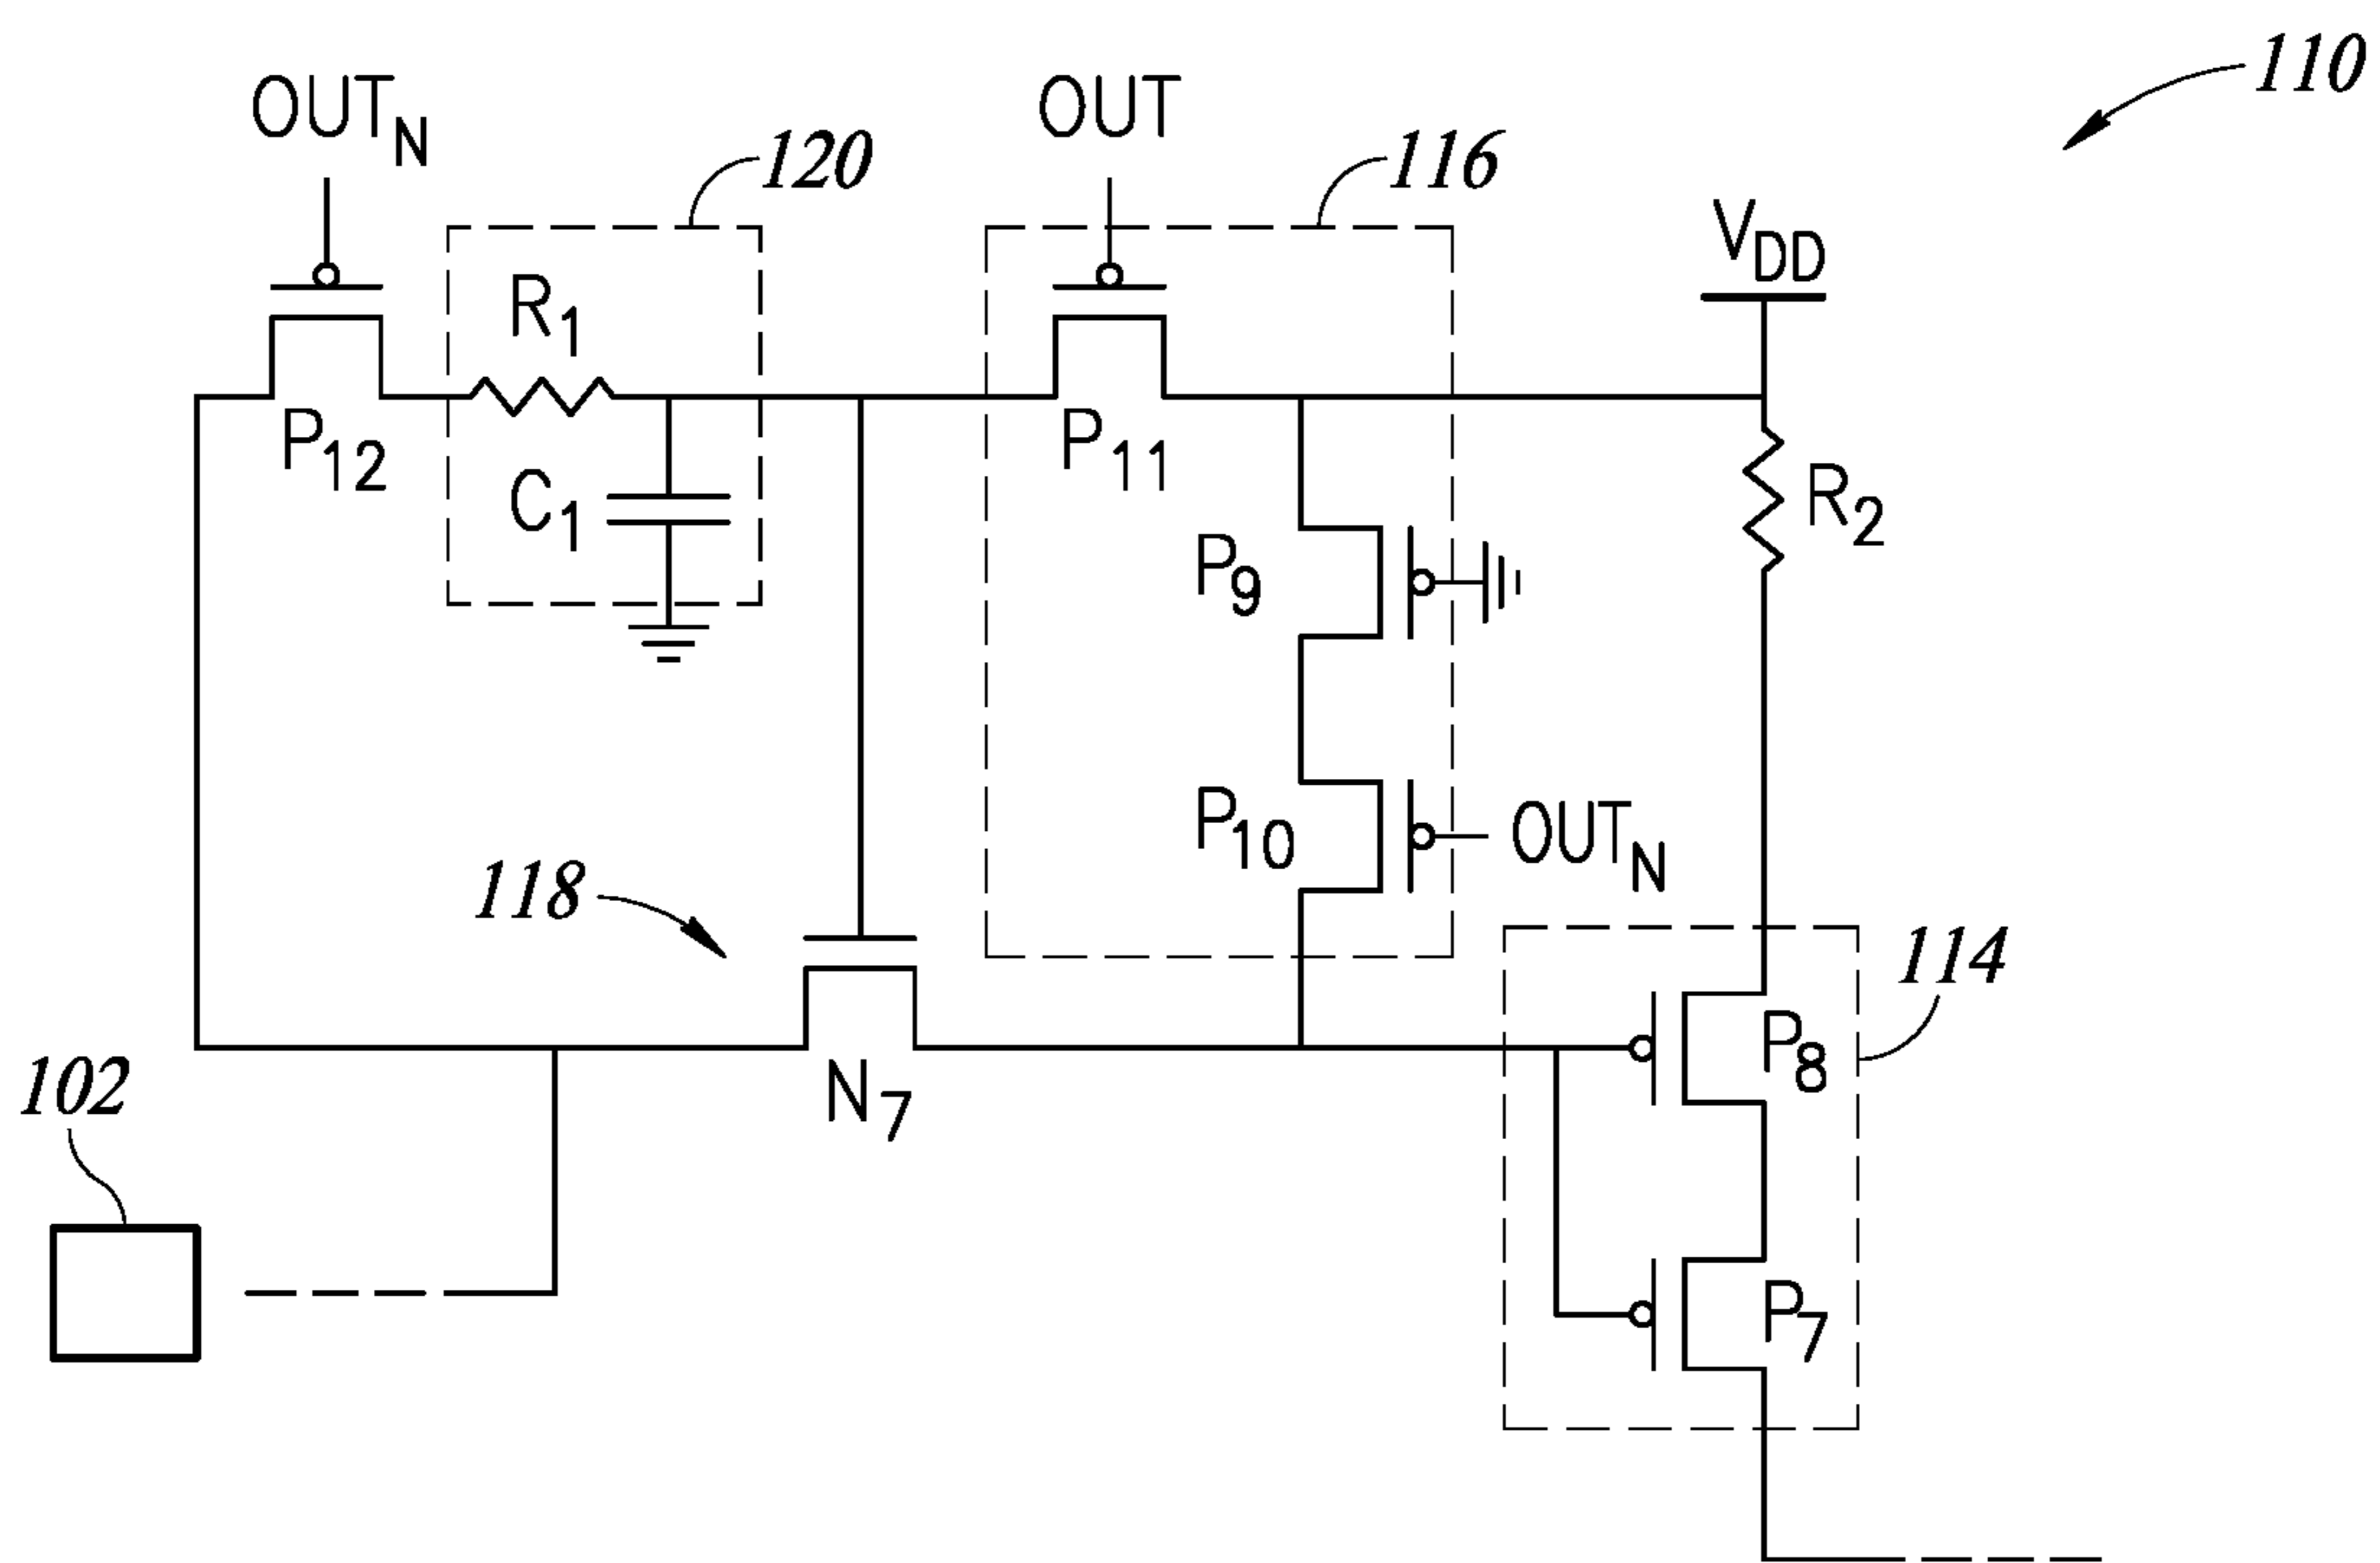 110
OUTN
OUT
120
116
VDD
R1
P12
P11
R2
C1
P9
P10
OUTN
118
114
P8
102
N7
P7